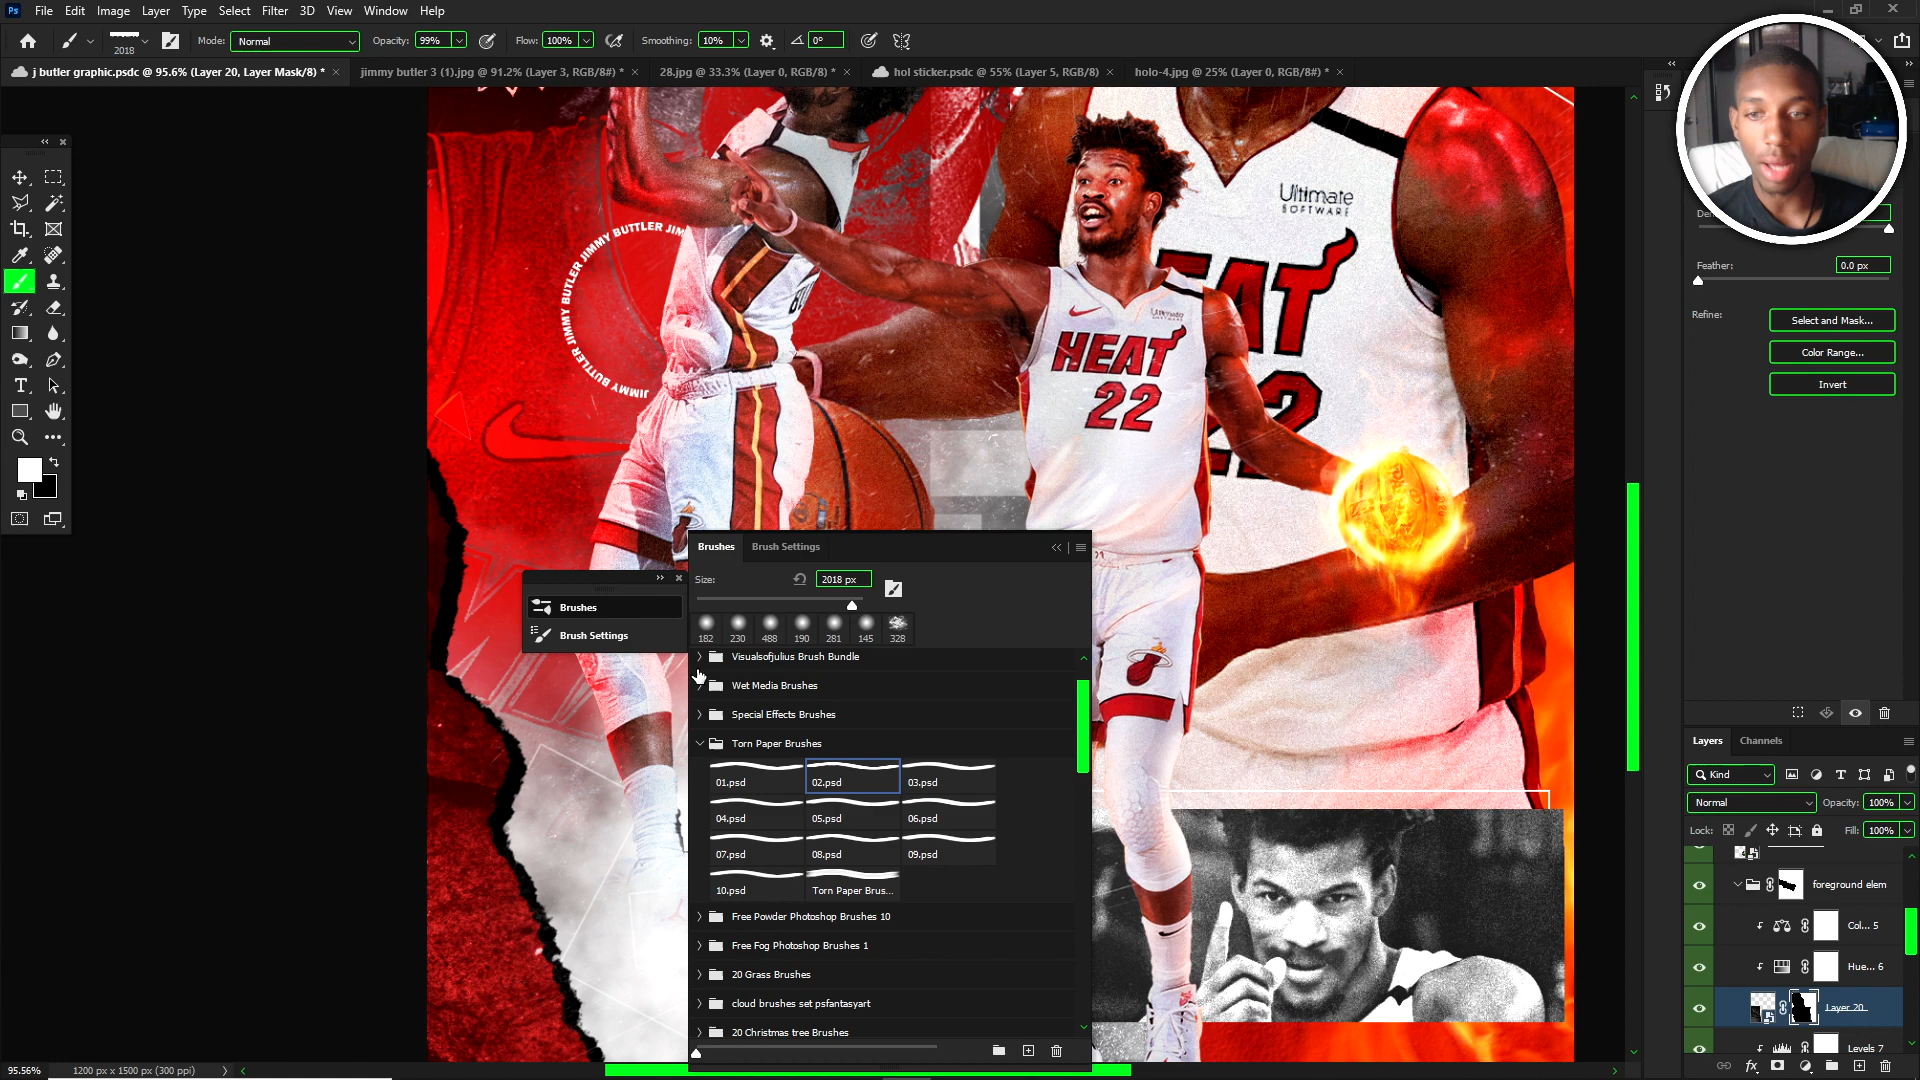 File Edit Image Layer Type Select Filter 3D View Window Help
2018 Mode: Normal Opacity: 99% Flow: 100% Smoothing: 10% 0°
j butler graphic.psdc @ 95.6% (Layer 20, Layer Mask/8) * jimmy butler 3 (1).jpg @ 91.2% (Layer 3, RGB/8#) * 28.jpg @ 33.3% (Layer 0, RGB/8) * hol sticker.psdc @ 55% (Layer 5, RGB/8) holo-4.jpg @ 25% (Layer 0, RGB/8#) *
Ultimate
SOFTWARE
JIMMY BUTTLER JIMMY BUTTLER JIMMY BUTTLER JIM
HEAT
22
Feather: 0.0 px
Refine: Select and Mask...
Color Range...
Invert
Brushes Brush Settings
Size: 2018 px
Brushes
Brush Settings
182 230 488 190 281 145 328
Visualsofjulius Brush Bundle
Wet Media Brushes
Special Effects Brushes
Torn Paper Brushes
01.psd 02.psd 03.psd
04.psd 05.psd 06.psd
07.psd 08.psd 09.psd
10.psd Torn Paper Brus...
Free Powder Photoshop Brushes 10
Free Fog Photoshop Brushes 1
20 Grass Brushes
cloud brushes set psfantasyart
20 Christmas tree Brushes
Layers Channels
Kind
Normal Opacity: 100%
Lock: Fill: 100%
foreground elem
Col... 5
Hue... 6
Layer 20
Levels 7
95.56% 1200 px x 1500 px (300 ppi)